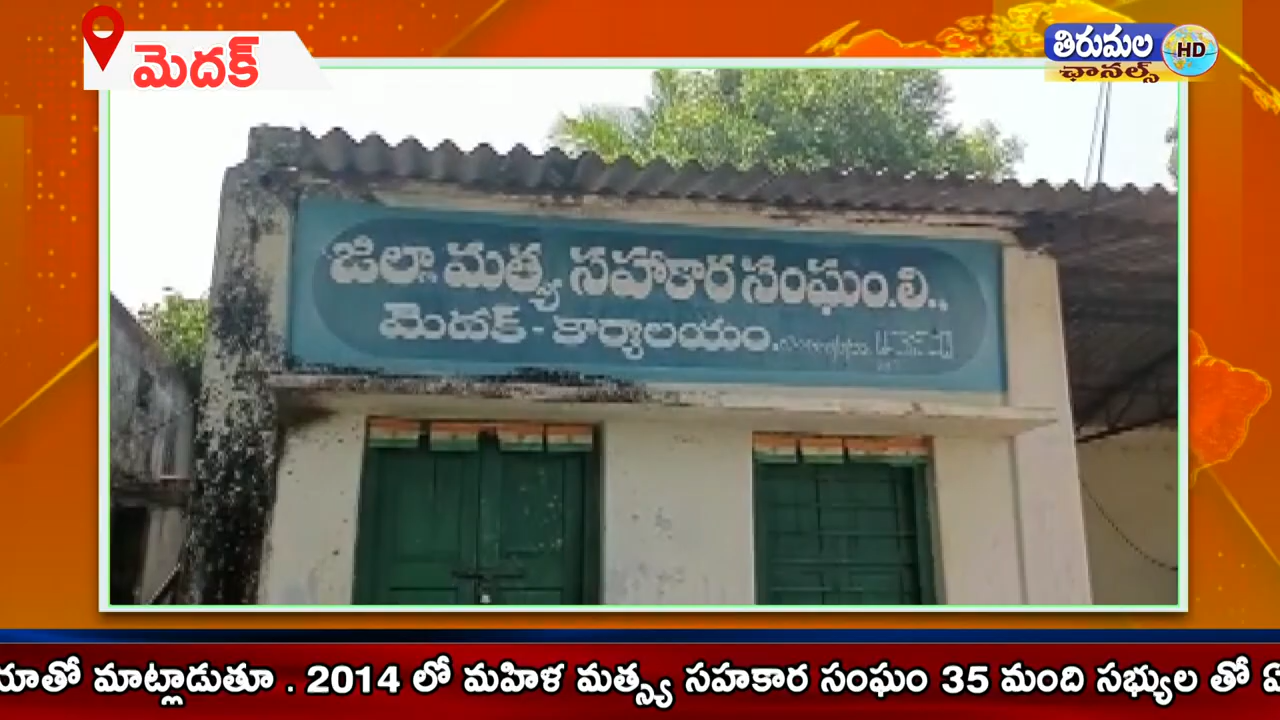 మెదక్
తిరుమల
HD
ఛానల్స్
జిల్లా మత్స్య సహకార సంఘం.లి.,
మెదక్ - కార్యాలయం.
మాట్లాడుతూ . 2014 లో మహిళ మత్స్య సహకార సంఘం 35 మంది సభ్యుల తో